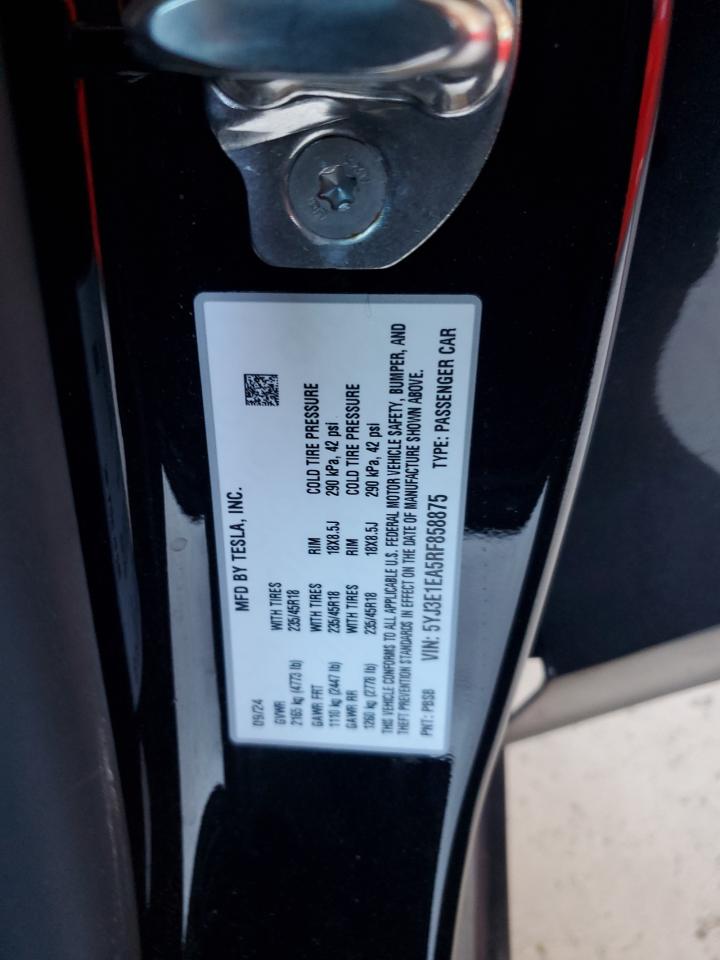 MFD BY TESLA, INC.
09/24
GVWR WITH TIRES
2165 kg (4773 lb) 235/45R18
GAWR FRT WITH TIRES RIM COLD TIRE PRESSURE
1110 kg (2447 lb) 235/45R18 18X8.5J 290 kPa, 42 psi
GAWR RR WITH TIRES RIM COLD TIRE PRESSURE
1260 kg (2778 lb) 235/45R18 18X8.5J 290 kPa, 42 psi
THIS VEHICLE CONFORMS TO ALL APPLICABLE U.S. FEDERAL MOTOR VEHICLE SAFETY, BUMPER, AND
THEFT PREVENTION STANDARDS IN EFFECT ON THE DATE OF MANUFACTURE SHOWN ABOVE.
PNT: PBSB VIN: 5YJ3E1EA5RF858875 TYPE: PASSENGER CAR